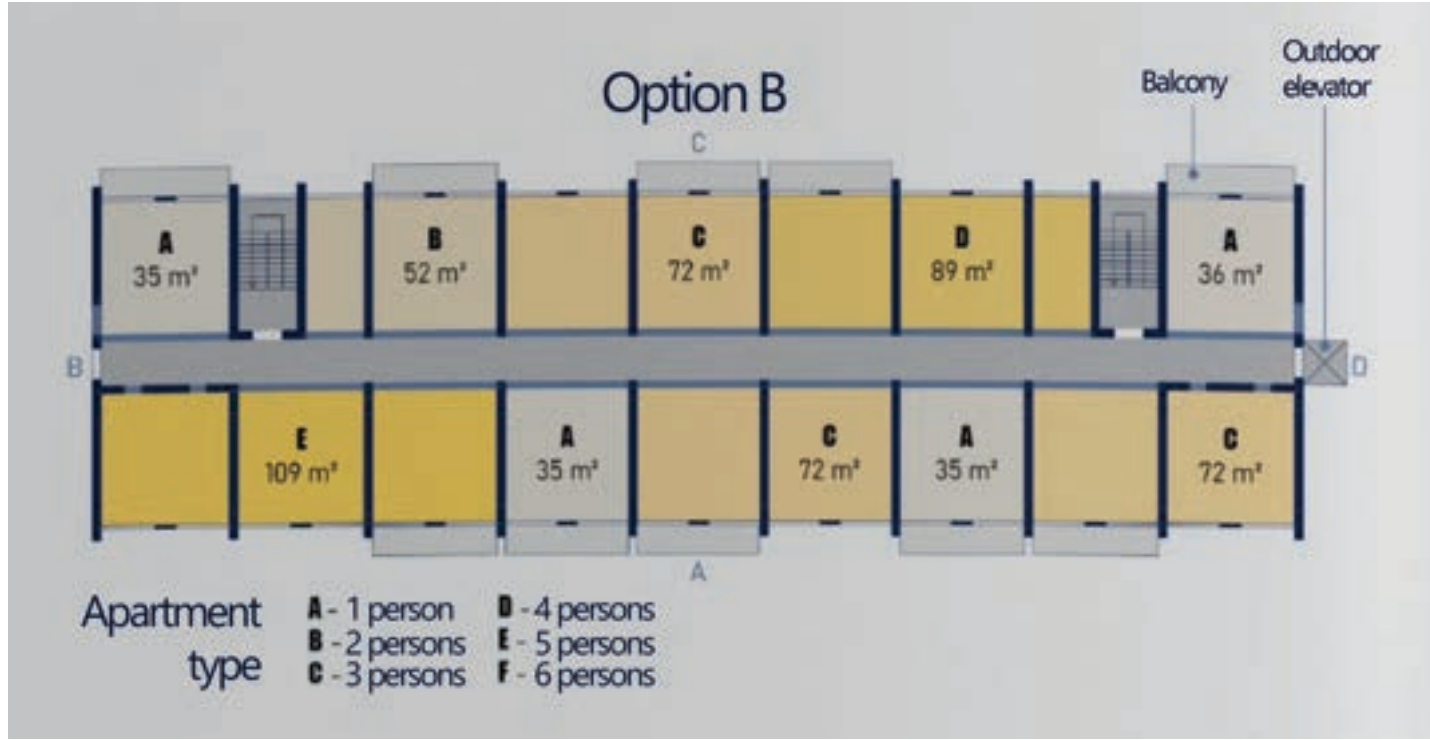 Option B
Balcony
Outdoor
elevator
C
A
35 m²
B
52 m²
C
72 m²
D
89 m²
A
36 m²
B
D
E
109 m²
A
35 m²
C
72 m²
A
35 m²
C
72 m²
A
Apartment
type
A - 1 person
B - 2 persons
C - 3 persons
D - 4 persons
E - 5 persons
F - 6 persons